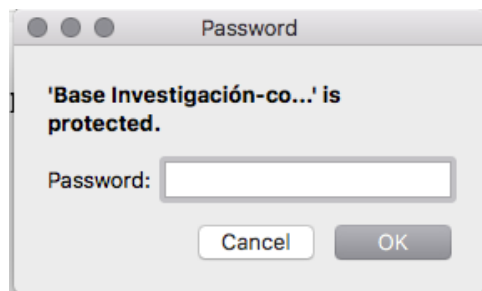 Password
'Base Investigación-co...' is
protected.
Password:
Cancel OK